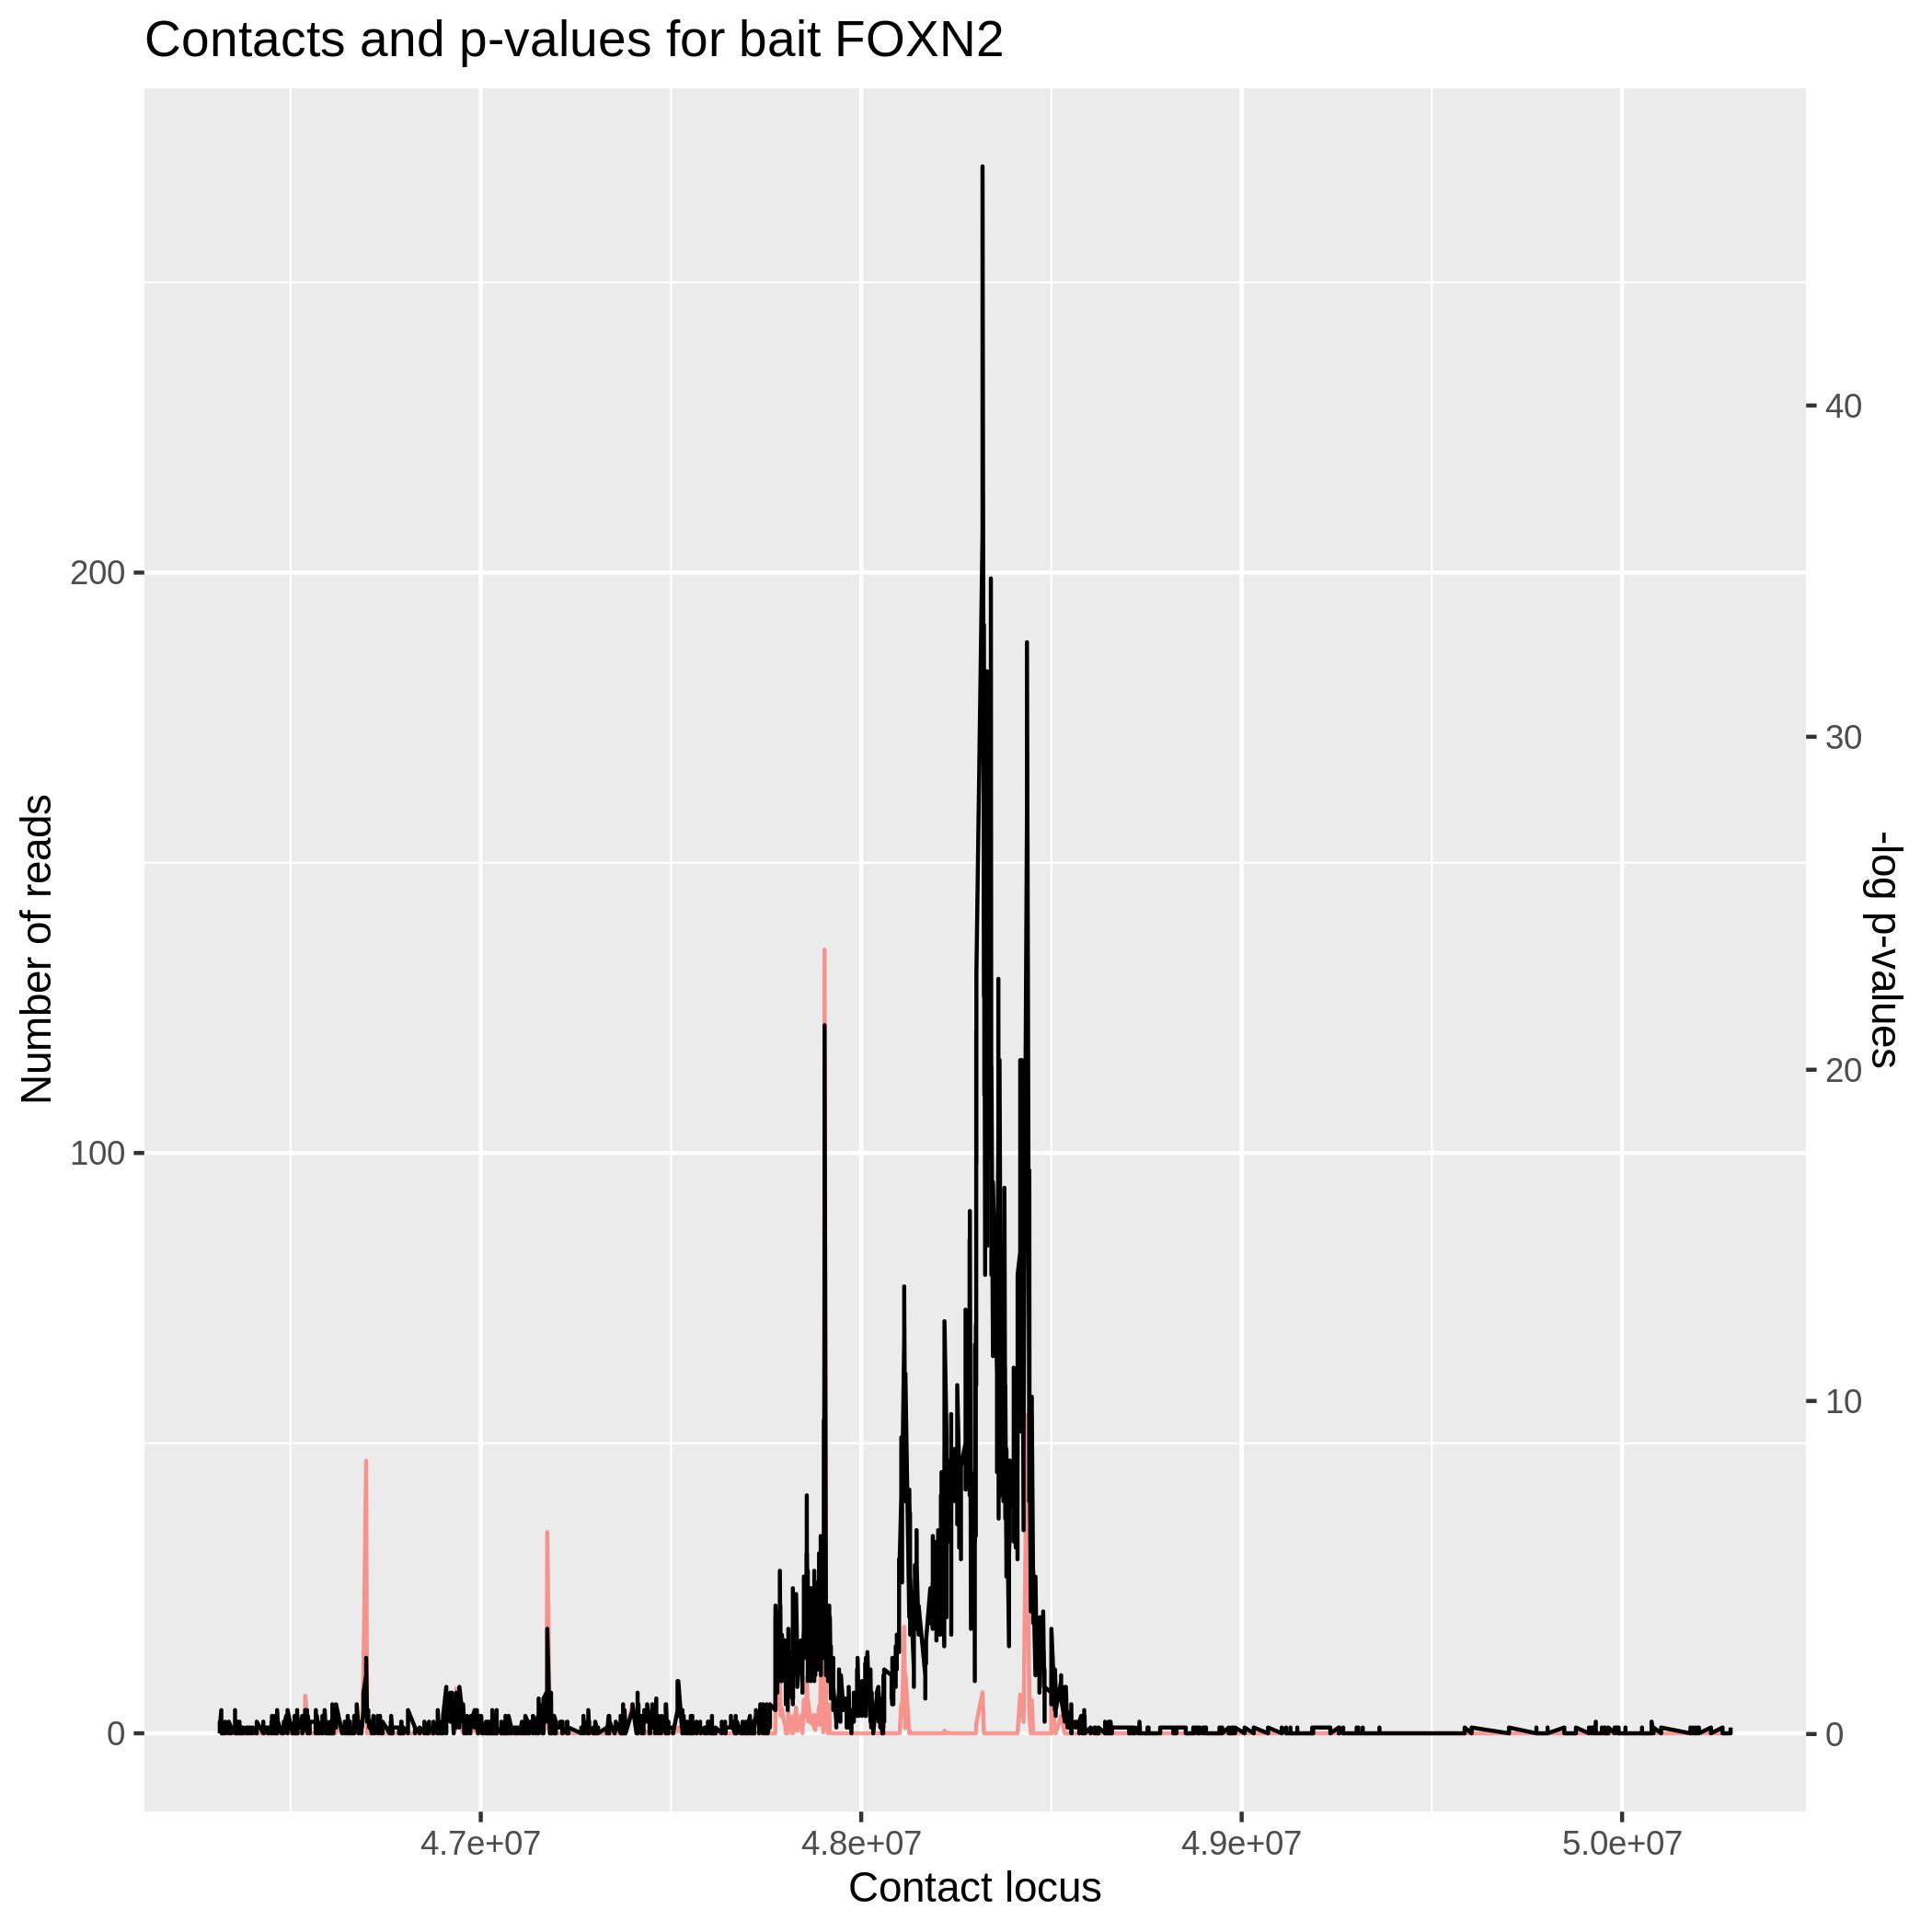 Contacts and p-values for bait FOXN2
Number of reads
200
100
0
40
30
20
10
0
-log p-values
4.7e+07 4.8e+07 4.9e+07 5.0e+07
Contact locus